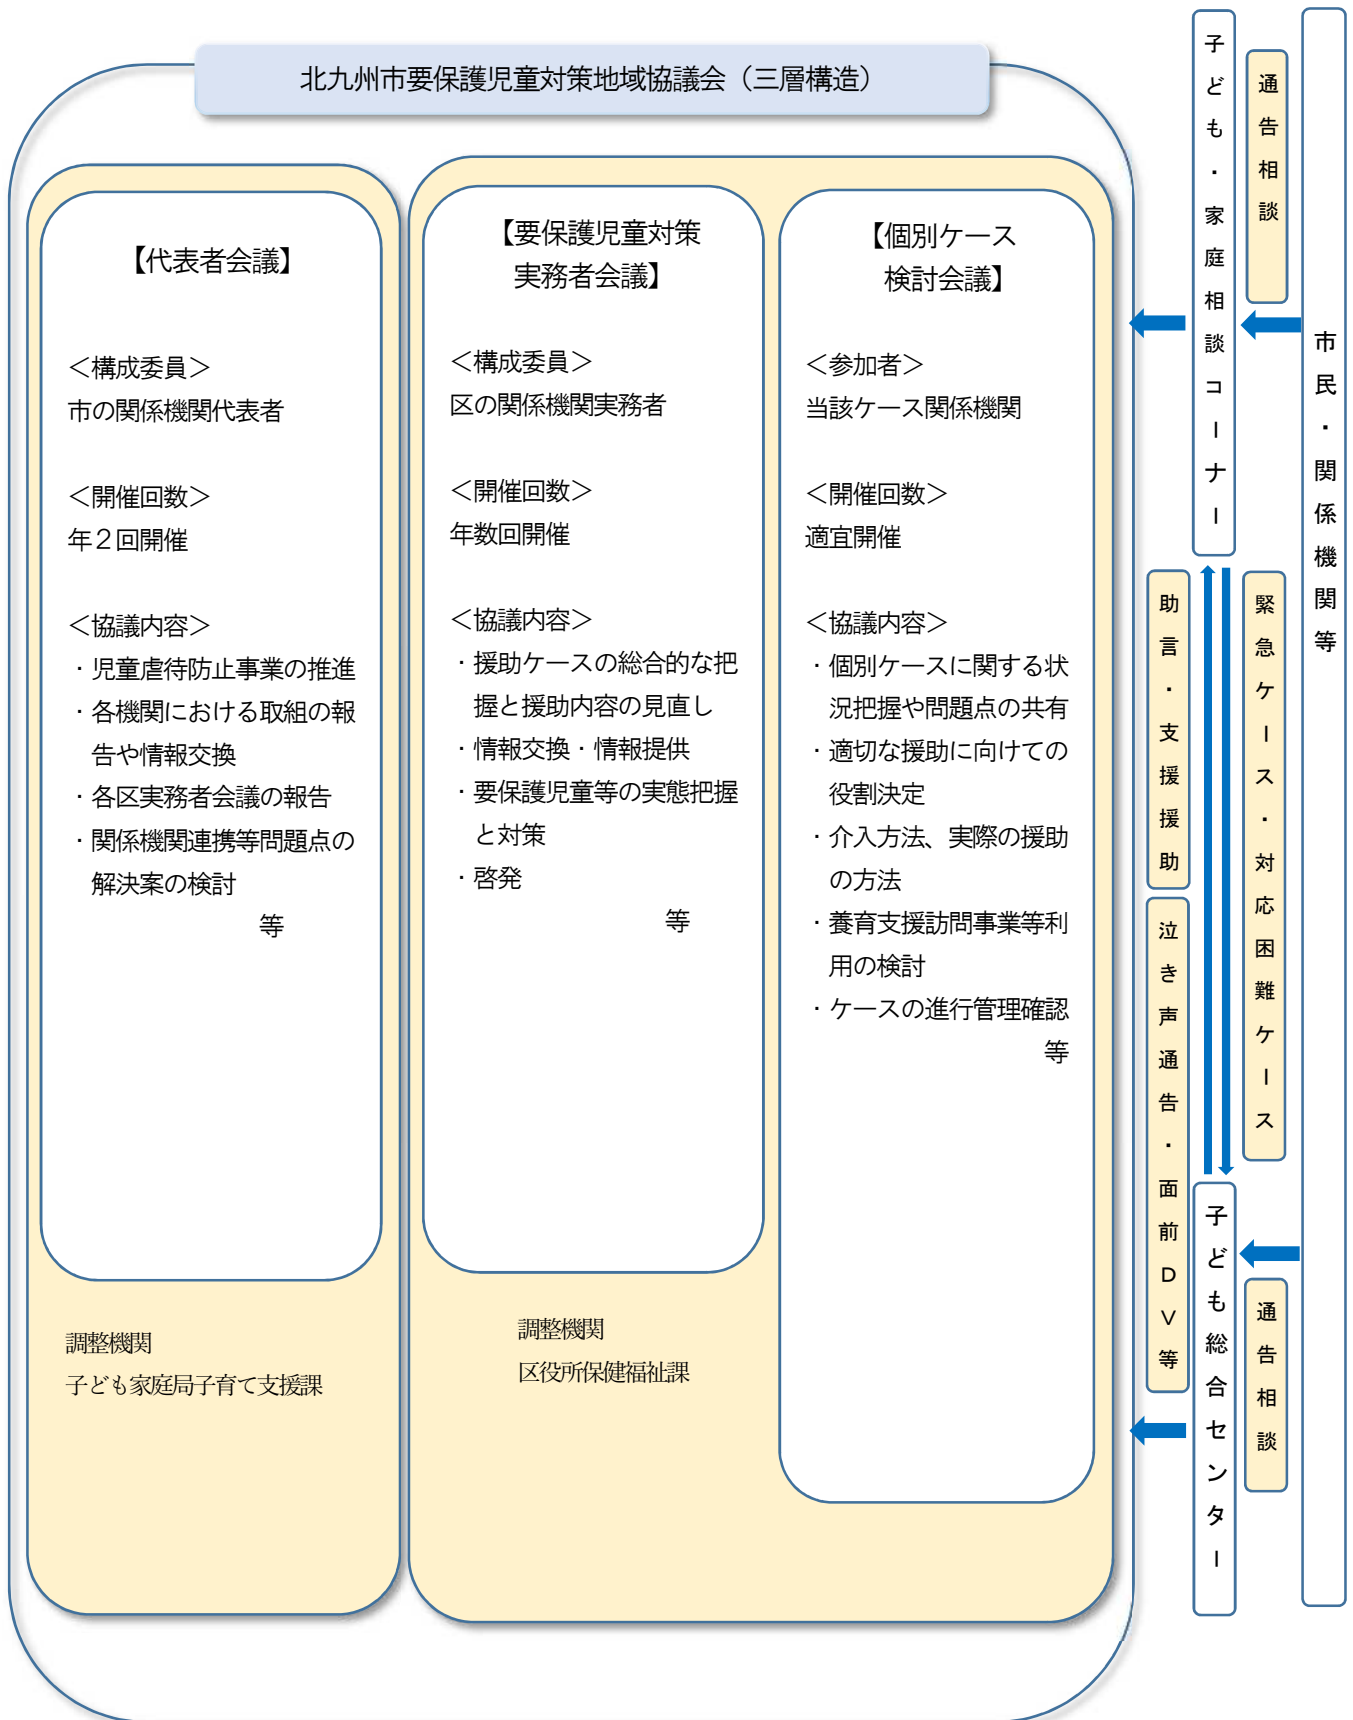 北九州市要保護児童対策地域協議会（三層構造）
【代表者会議】
＜構成委員＞
市の関係機関代表者
＜開催回数＞
年２回開催
＜協議内容＞
・児童虐待防止事業の推進
・各機関における取組の報
告や情報交換
・各区実務者会議の報告
・関係機関連携等問題点の
解決案の検討
等
調整機関
子ども家庭局子育て支援課
【要保護児童対策
実務者会議】
＜構成委員＞
区の関係機関実務者
＜開催回数＞
年数回開催
＜協議内容＞
・援助ケースの総合的な把
握と援助内容の見直し
・情報交換・情報提供
・要保護児童等の実態把握
と対策
・啓発
等
調整機関
区役所保健福祉課
【個別ケース
検討会議】
＜参加者＞
当該ケース関係機関
＜開催回数＞
適宜開催
＜協議内容＞
・個別ケースに関する状
況把握や問題点の共有
・適切な援助に向けての
役割決定
・介入方法、実際の援助
の方法
・養育支援訪問事業等利
用の検討
・ケースの進行管理確認
等
子ども・家庭相談コーナー
通告相談
市民・関係機関等
助言・支援援助
緊急ケース・対応困難ケース
泣き声通告・面前ＤＶ等
子ども総合センター
通告相談